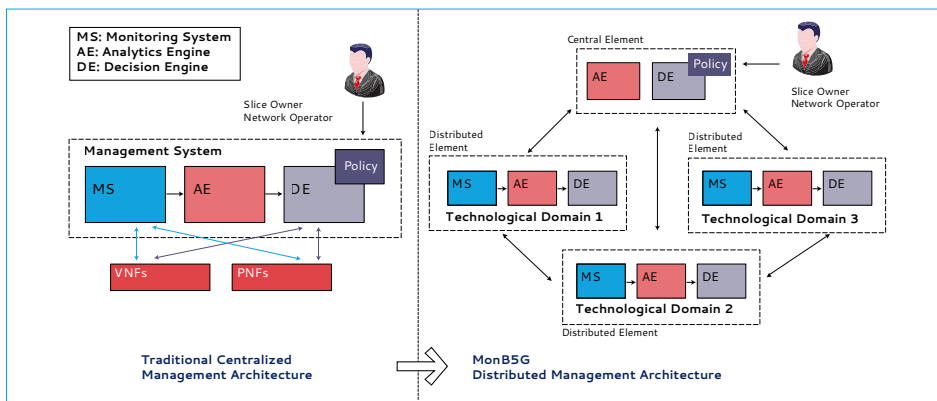 MS: Monitoring System
AE: Analytics Engine
DE: Decision Engine
Slice Owner
Network Operator
Management System
Policy
MS
AE
DE
VNFs
PNFs
Traditional Centralized
Management Architecture
Central Element
Policy
AE
DE
Slice Owner
Network Operator
Distributed
Element
MS
AE
DE
Technological Domain 1
Distributed
Element
MS
AE
DE
Technological Domain 3
MS
AE
DE
Technological Domain 2
Distributed Element
MonB5G
Distributed Management Architecture